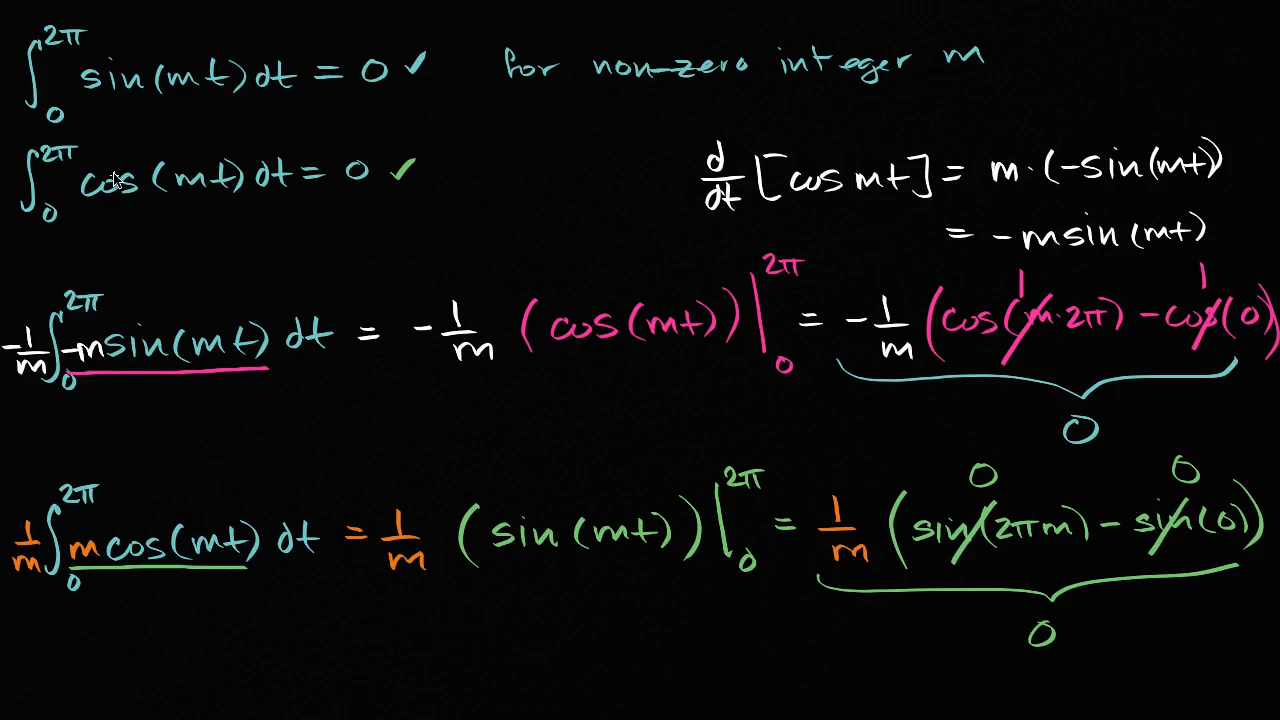 ∫₀^2π sin(mt) dt = 0 ✓ for non-zero integer m
∫₀^2π cos(mt) dt = 0 ✓
d/dt [cos mt] = m·(-sin(mt)
= -m sin(mt)
-1/m ∫₀^2π -m sin(mt) dt = -1/m (cos(mt)) |₀^2π = -1/m (cos(m·2π) - cos(0))
1 1
0
1/m ∫₀^2π m cos(mt) dt = 1/m (sin(mt)) |₀^2π = 1/m (sin(2πm) - sin(0))
0 0
0